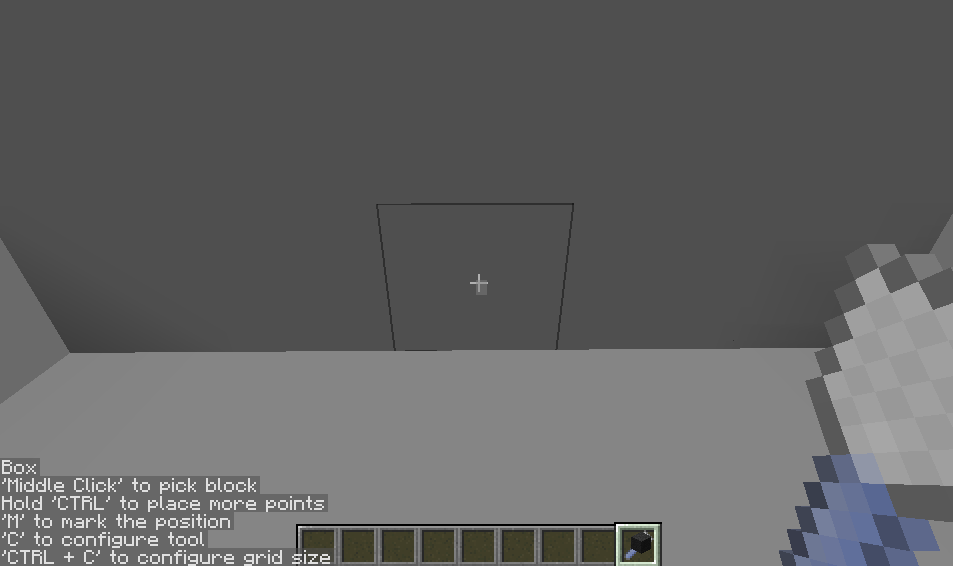 Box
'Middle Click' to pick block
Hold 'CTRL' to place more points
'M' to mark the position
'C' to configure tool
'CTRL + C' to configure grid size